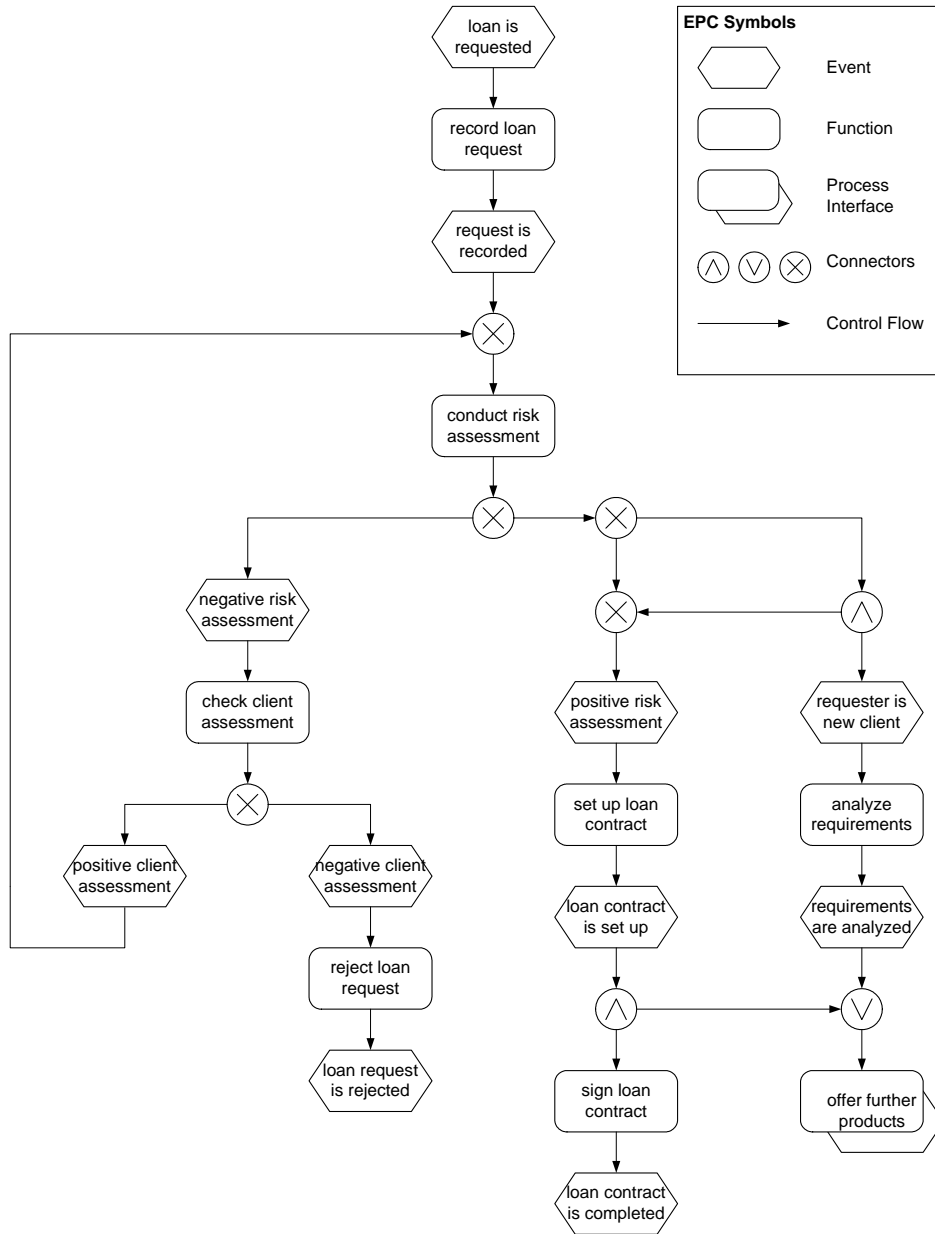 loan is
requested
record loan
request
request is
recorded
conduct risk
assessment
negative risk
assessment
check client
assessment
positive client
assessment
negative client
assessment
reject loan
request
loan request
is rejected
positive risk
assessment
set up loan
contract
loan contract
is set up
sign loan
contract
loan contract
is completed
requester is
new client
analyze
requirements
requirements
are analyzed
offer further
products
EPC Symbols
Event
Function
Process
Interface
Connectors
Control Flow